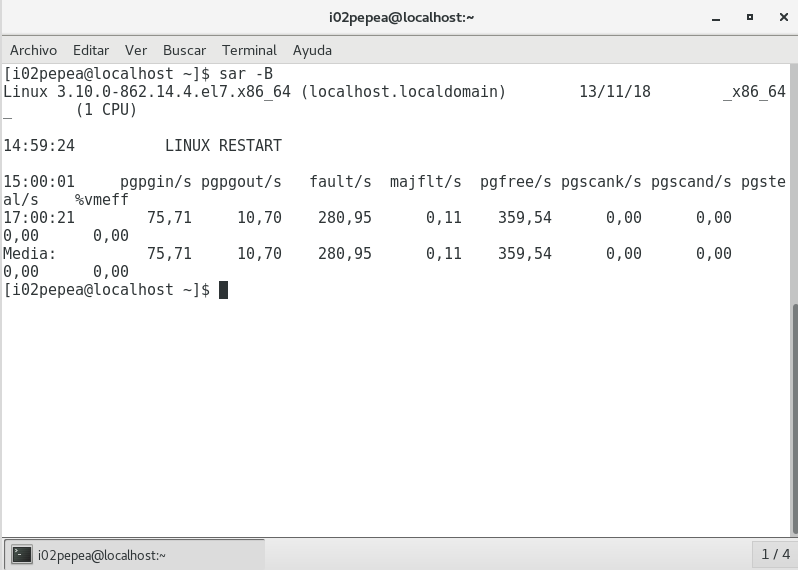 i02pepea@localhost:~
Archivo Editar Ver Buscar Terminal Ayuda
[i02pepea@localhost ~]$ sar -B
Linux 3.10.0-862.14.4.el7.x86_64 (localhost.localdomain) 13/11/18 _x86_64
_ (1 CPU)
14:59:24 LINUX RESTART
15:00:01 pgpgin/s pgpgout/s fault/s majflt/s pgfree/s pgscank/s pgscand/s pgste
al/s %vmeff
17:00:21 75,71 10,70 280,95 0,11 359,54 0,00 0,00
0,00 0,00
Media: 75,71 10,70 280,95 0,11 359,54 0,00 0,00
0,00 0,00
[i02pepea@localhost ~]$
i02pepea@localhost:~
1 / 4